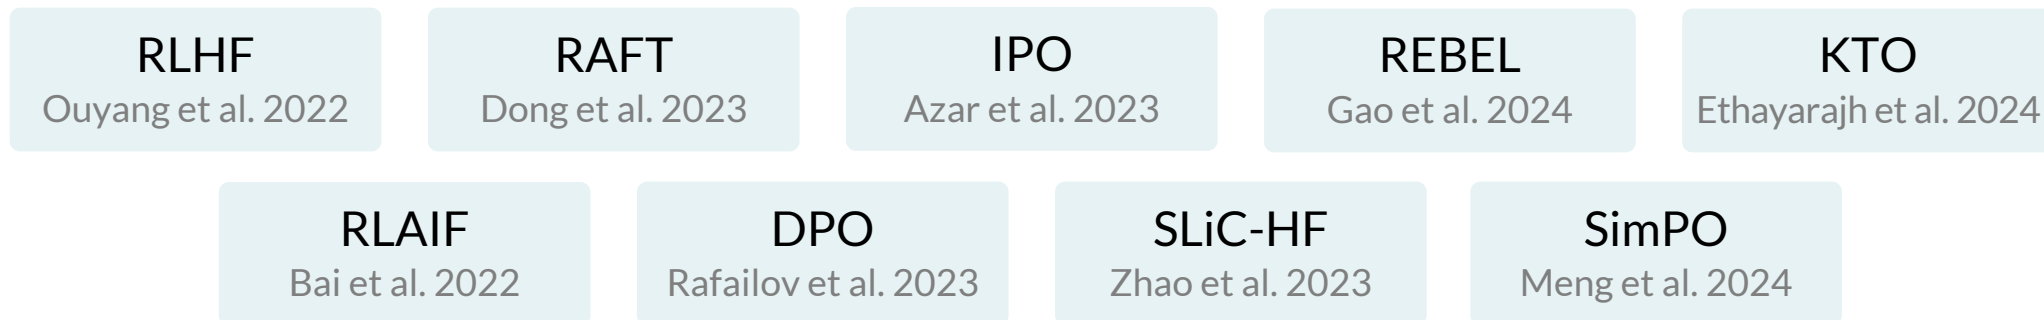 RLHF
Ouyang et al. 2022
RAFT
Dong et al. 2023
IPO
Azar et al. 2023
REBEL
Gao et al. 2024
KTO
Ethayarajh et al. 2024
RLAIF
Bai et al. 2022
DPO
Rafailov et al. 2023
SLiC-HF
Zhao et al. 2023
SimPO
Meng et al. 2024